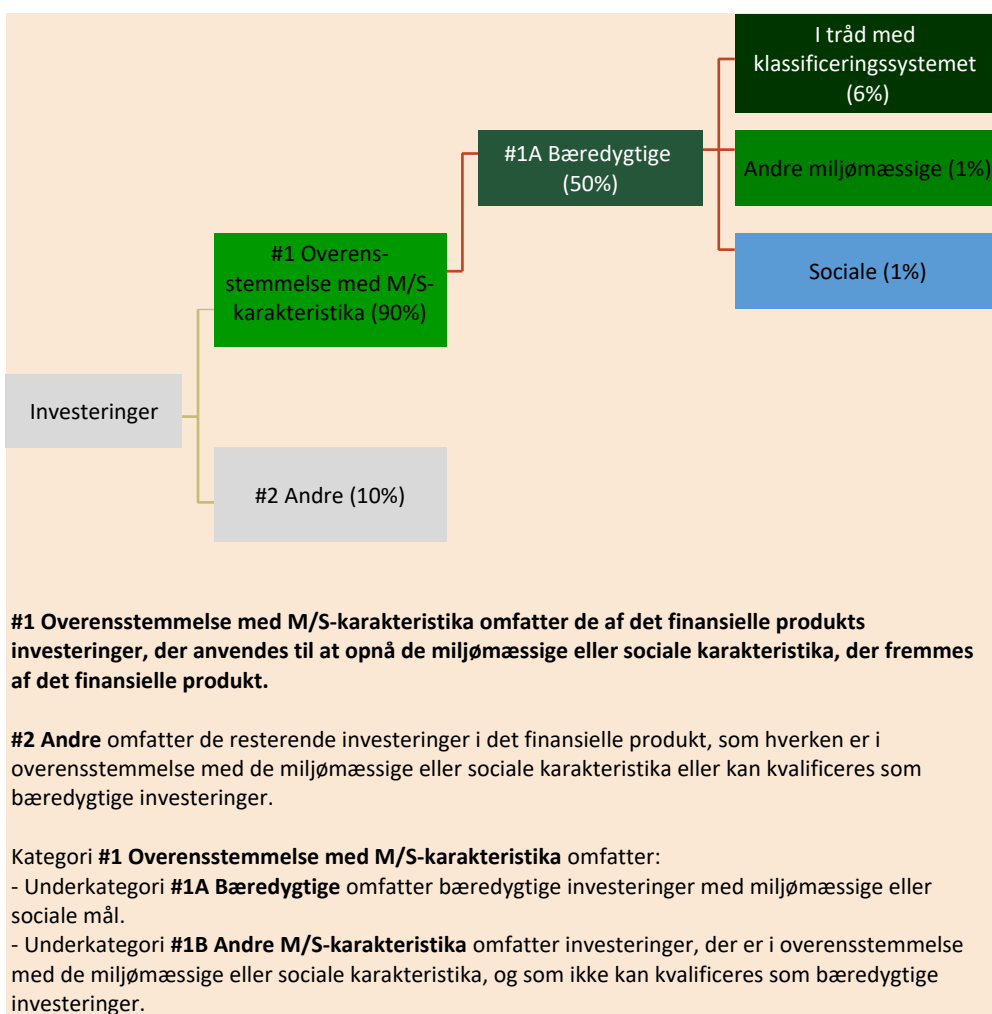 I tråd med
klassificeringssystemet
(6%)
#1A Bæredygtige
(50%)
Andre miljømæssige (1%)
#1 Overens-
stemmelse med M/S-
karakteristika (90%)
Sociale (1%)
Investeringer
#2 Andre (10%)
#1 Overensstemmelse med M/S-karakteristika omfatter de af det finansielle produkts
investeringer, der anvendes til at opnå de miljømæssige eller sociale karakteristika, der fremmes
af det finansielle produkt.
#2 Andre omfatter de resterende investeringer i det finansielle produkt, som hverken er i
overensstemmelse med de miljømæssige eller sociale karakteristika eller kan kvalificeres som
bæredygtige investeringer.
Kategori #1 Overensstemmelse med M/S-karakteristika omfatter:
- Underkategori #1A Bæredygtige omfatter bæredygtige investeringer med miljømæssige eller
sociale mål.
- Underkategori #1B Andre M/S-karakteristika omfatter investeringer, der er i overensstemmelse
med de miljømæssige eller sociale karakteristika, og som ikke kan kvalificeres som bæredygtige
investeringer.